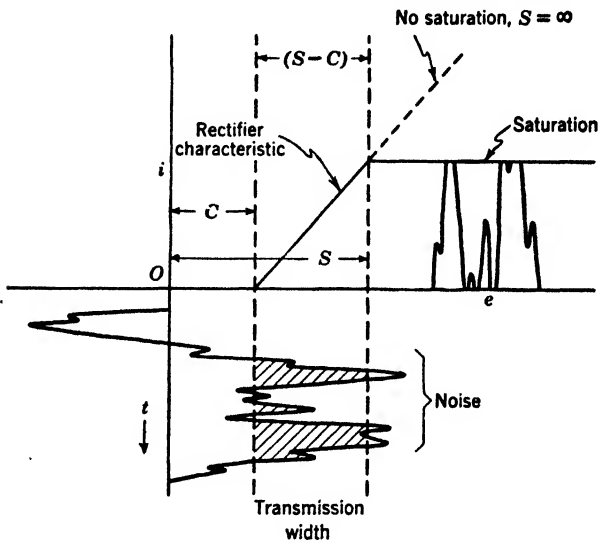 No saturation, S = ∞
(S–C)
Rectifier
characteristic
Saturation
i
C
S
O
e
t
Noise
Transmission
width